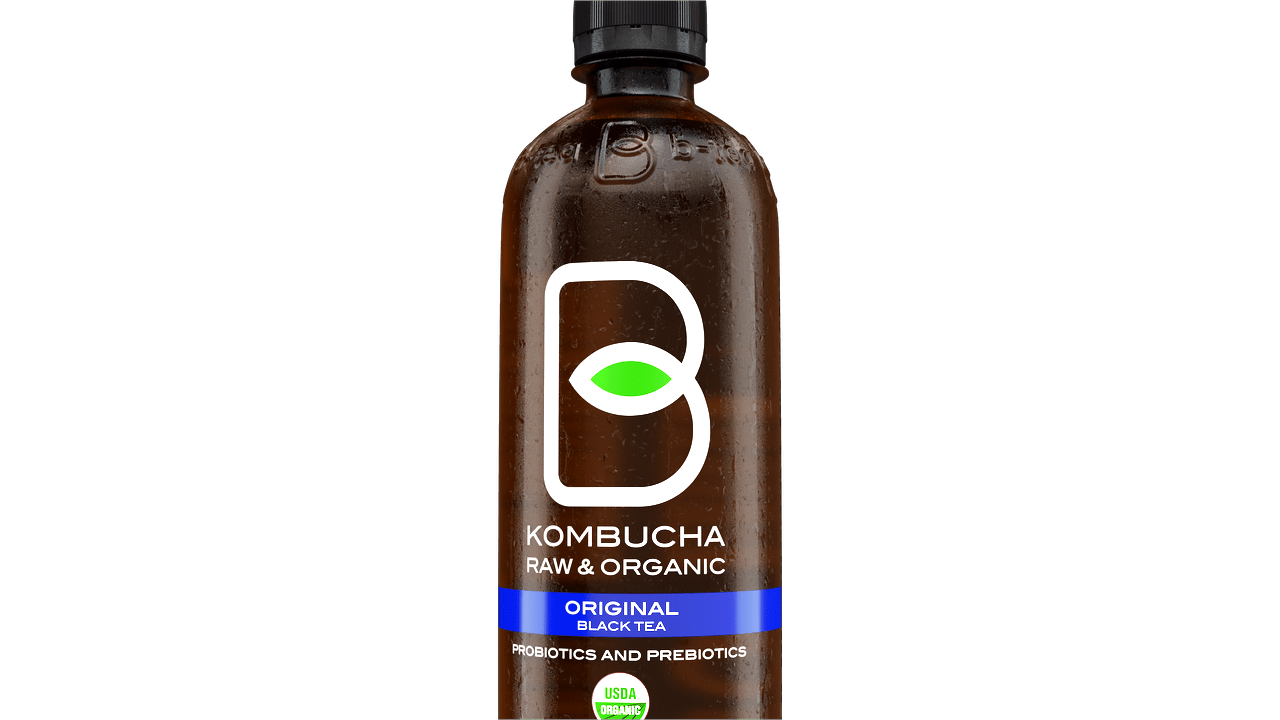 B
KOMBUCHA
RAW & ORGANIC
ORIGINAL
BLACK TEA
PROBIOTICS AND PREBIOTICS
USDA
ORGANIC